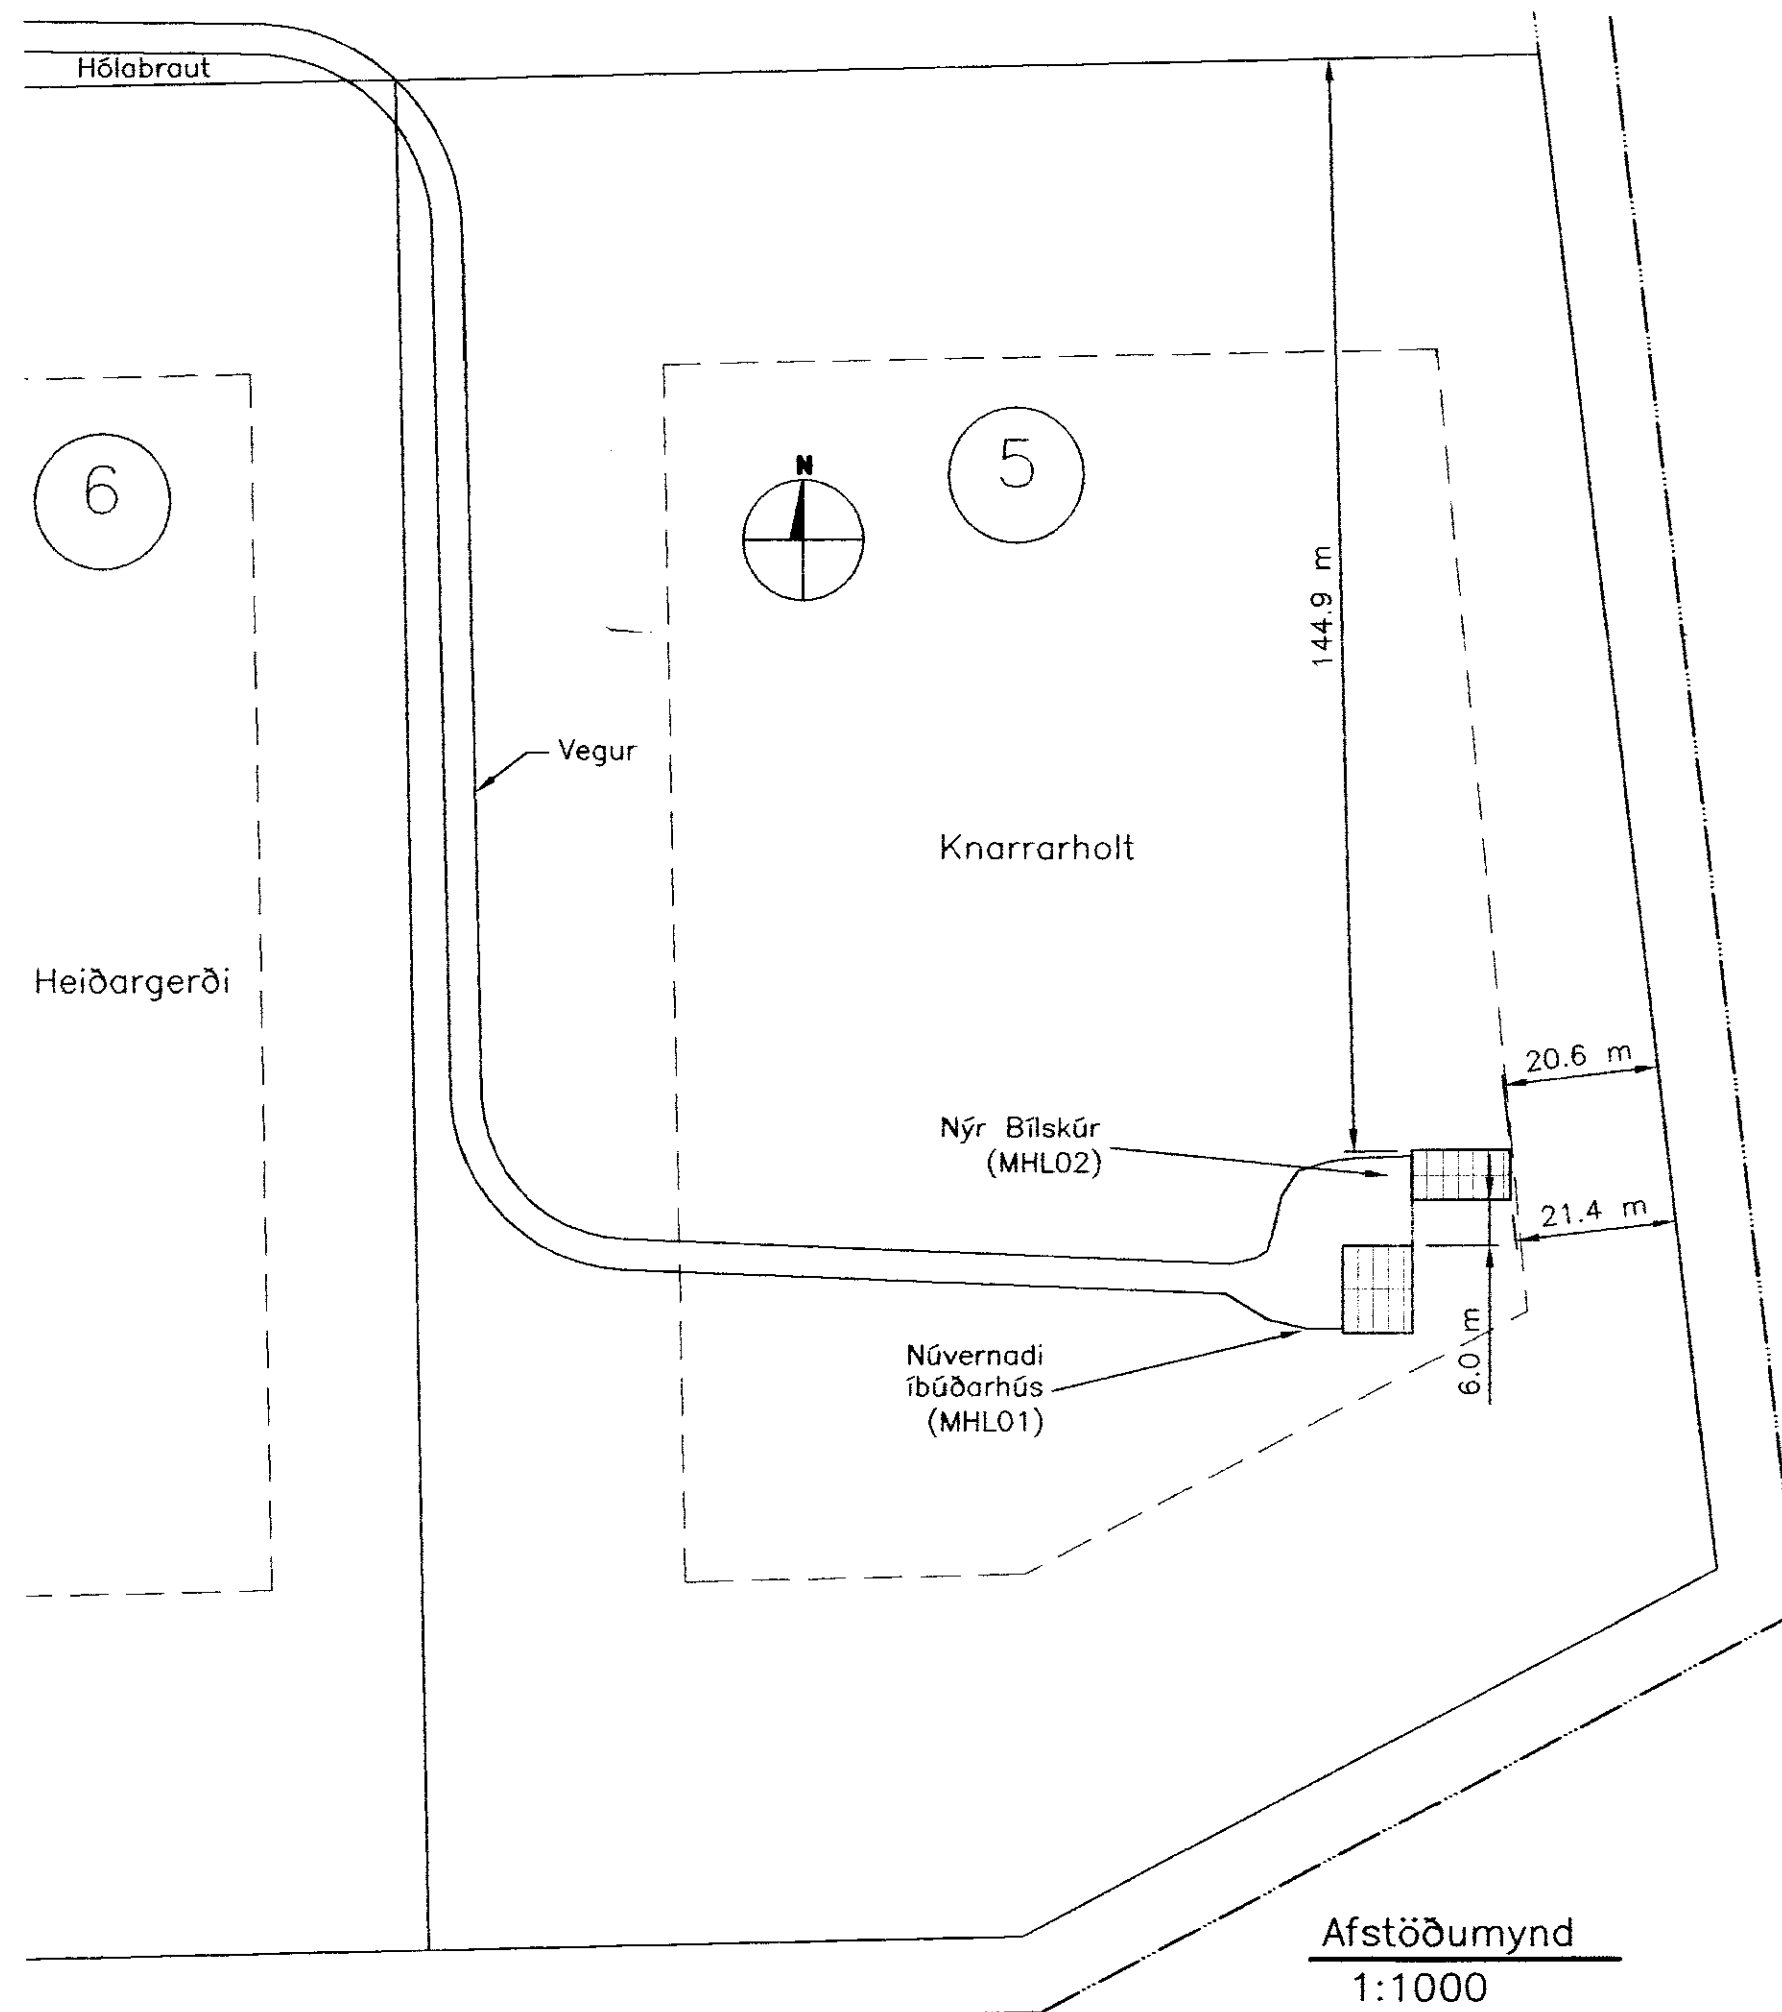 Hólabraut
6
5
N
144.9 m
Vegur
Knarrarholt
Heiðargerði
20.6 m
Nýr Bílskúr
(MHL02)
21.4 m
6.0 m
Núvernadi
íbúðarhús
(MHL01)
Afstöðumynd
1:1000